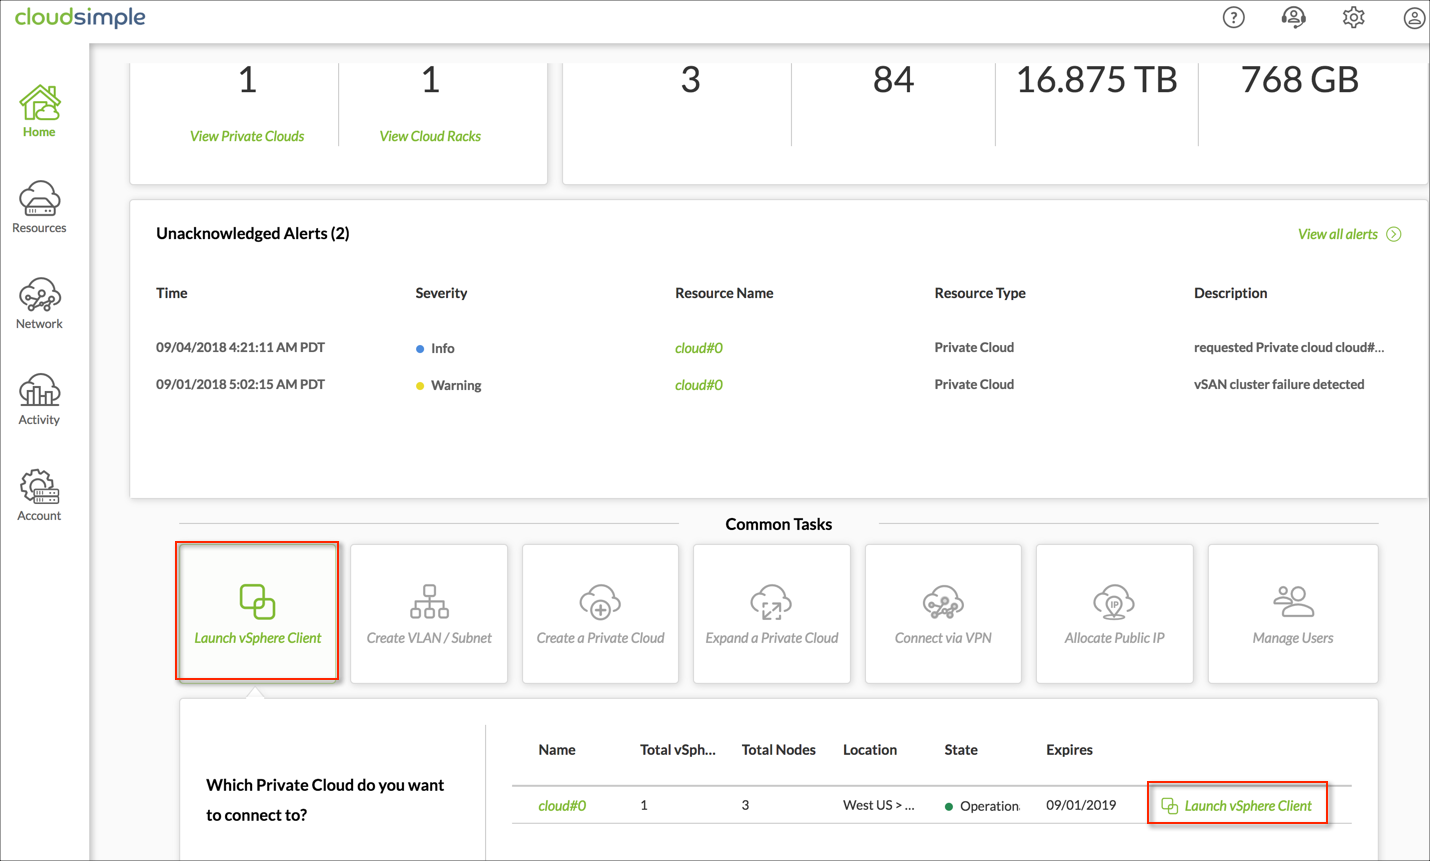 cloudsimple
?
1
1
3
84
16.875 TB
768 GB
View Private Clouds
View Cloud Racks
Home
Resources
Network
Activity
Account
Unacknowledged Alerts (2)
View all alerts
Time Severity Resource Name Resource Type Description
09/04/2018 4:21:11 AM PDT Info cloud#0 Private Cloud requested Private cloud cloud#...
09/01/2018 5:02:15 AM PDT Warning cloud#0 Private Cloud vSAN cluster failure detected
Common Tasks
Launch vSphere Client
Create VLAN / Subnet
Create a Private Cloud
Expand a Private Cloud
Connect via VPN
IP
Allocate Public IP
Manage Users
Which Private Cloud do you want
to connect to?
Name Total vSph... Total Nodes Location State Expires
cloud#0 1 3 West US > ... Operation 09/01/2019 Launch vSphere Client